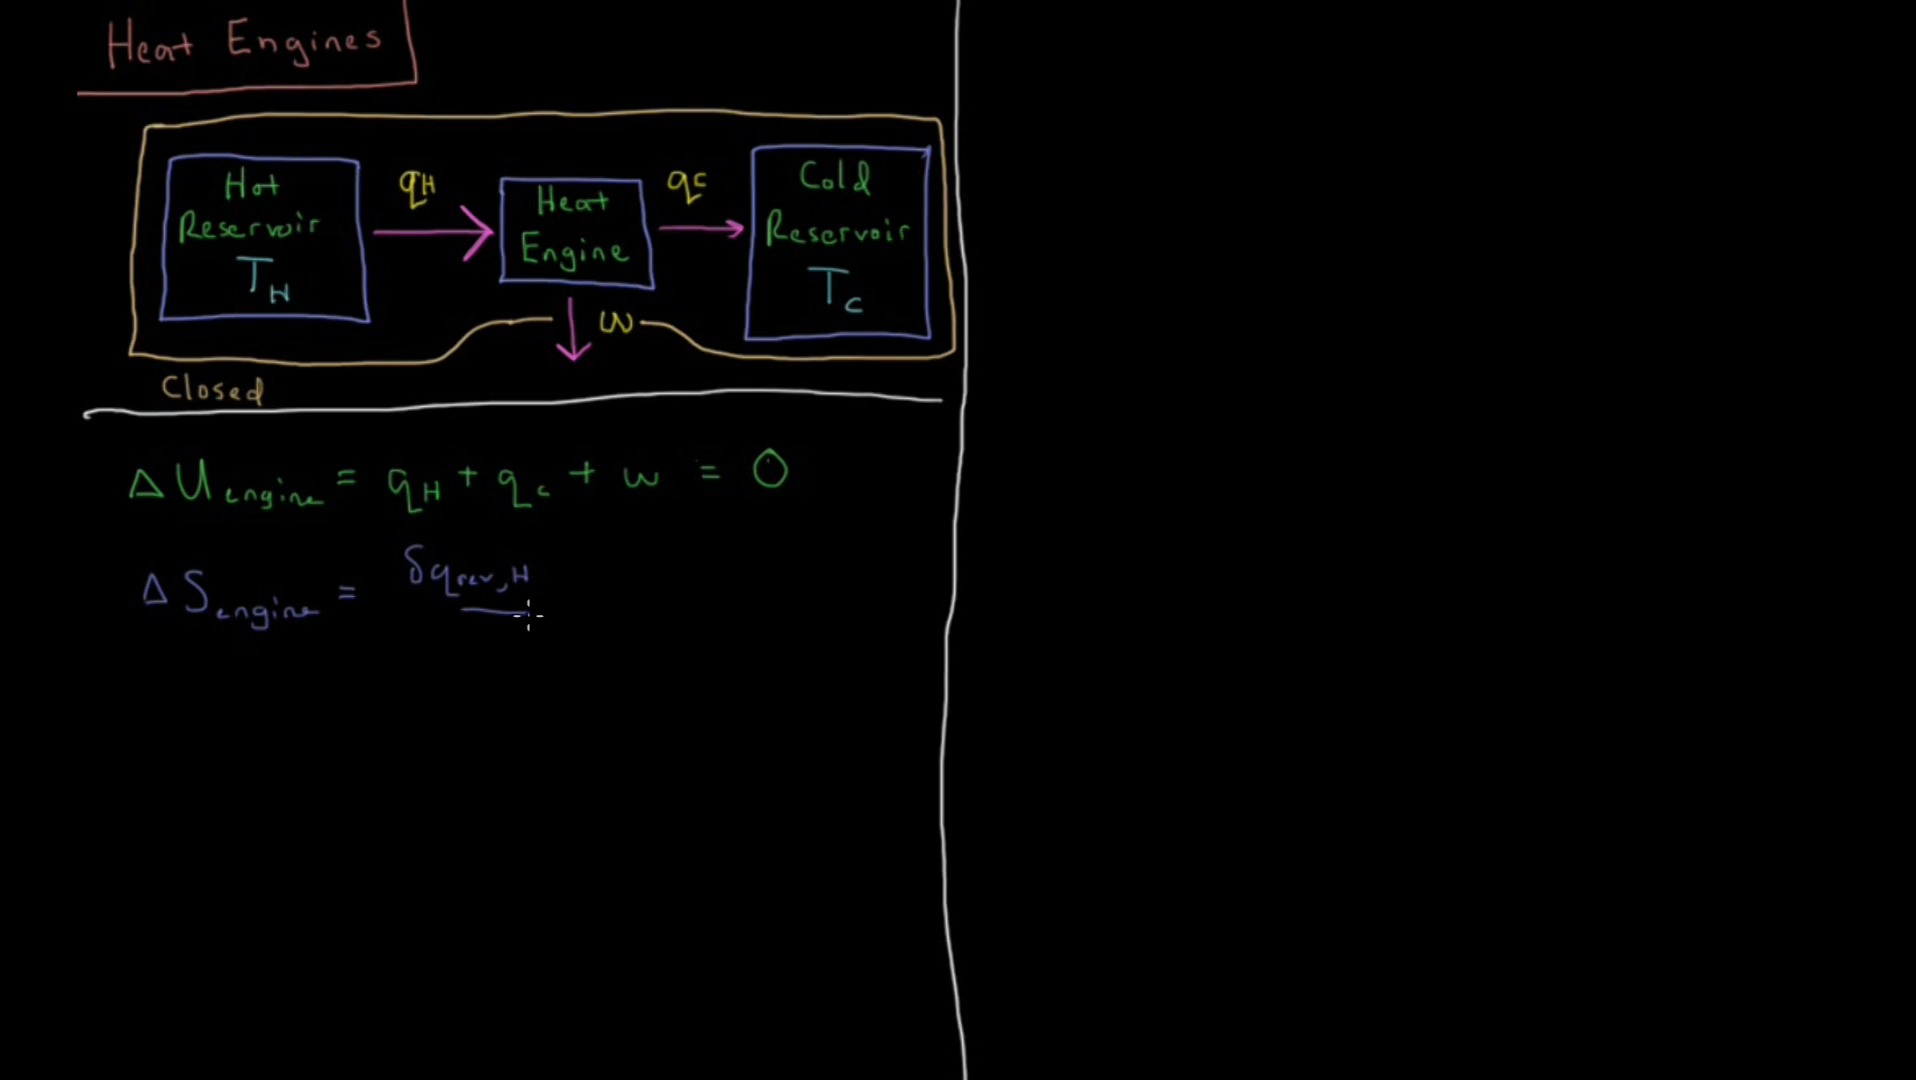 Heat Engines
Hot
Reservoir
T_H
q_H
Heat
Engine
w
q_c
Cold
Reservoir
T_c
Closed
ΔU_engine = q_H + q_c + w = 0
ΔS_engine = δq_rev,H